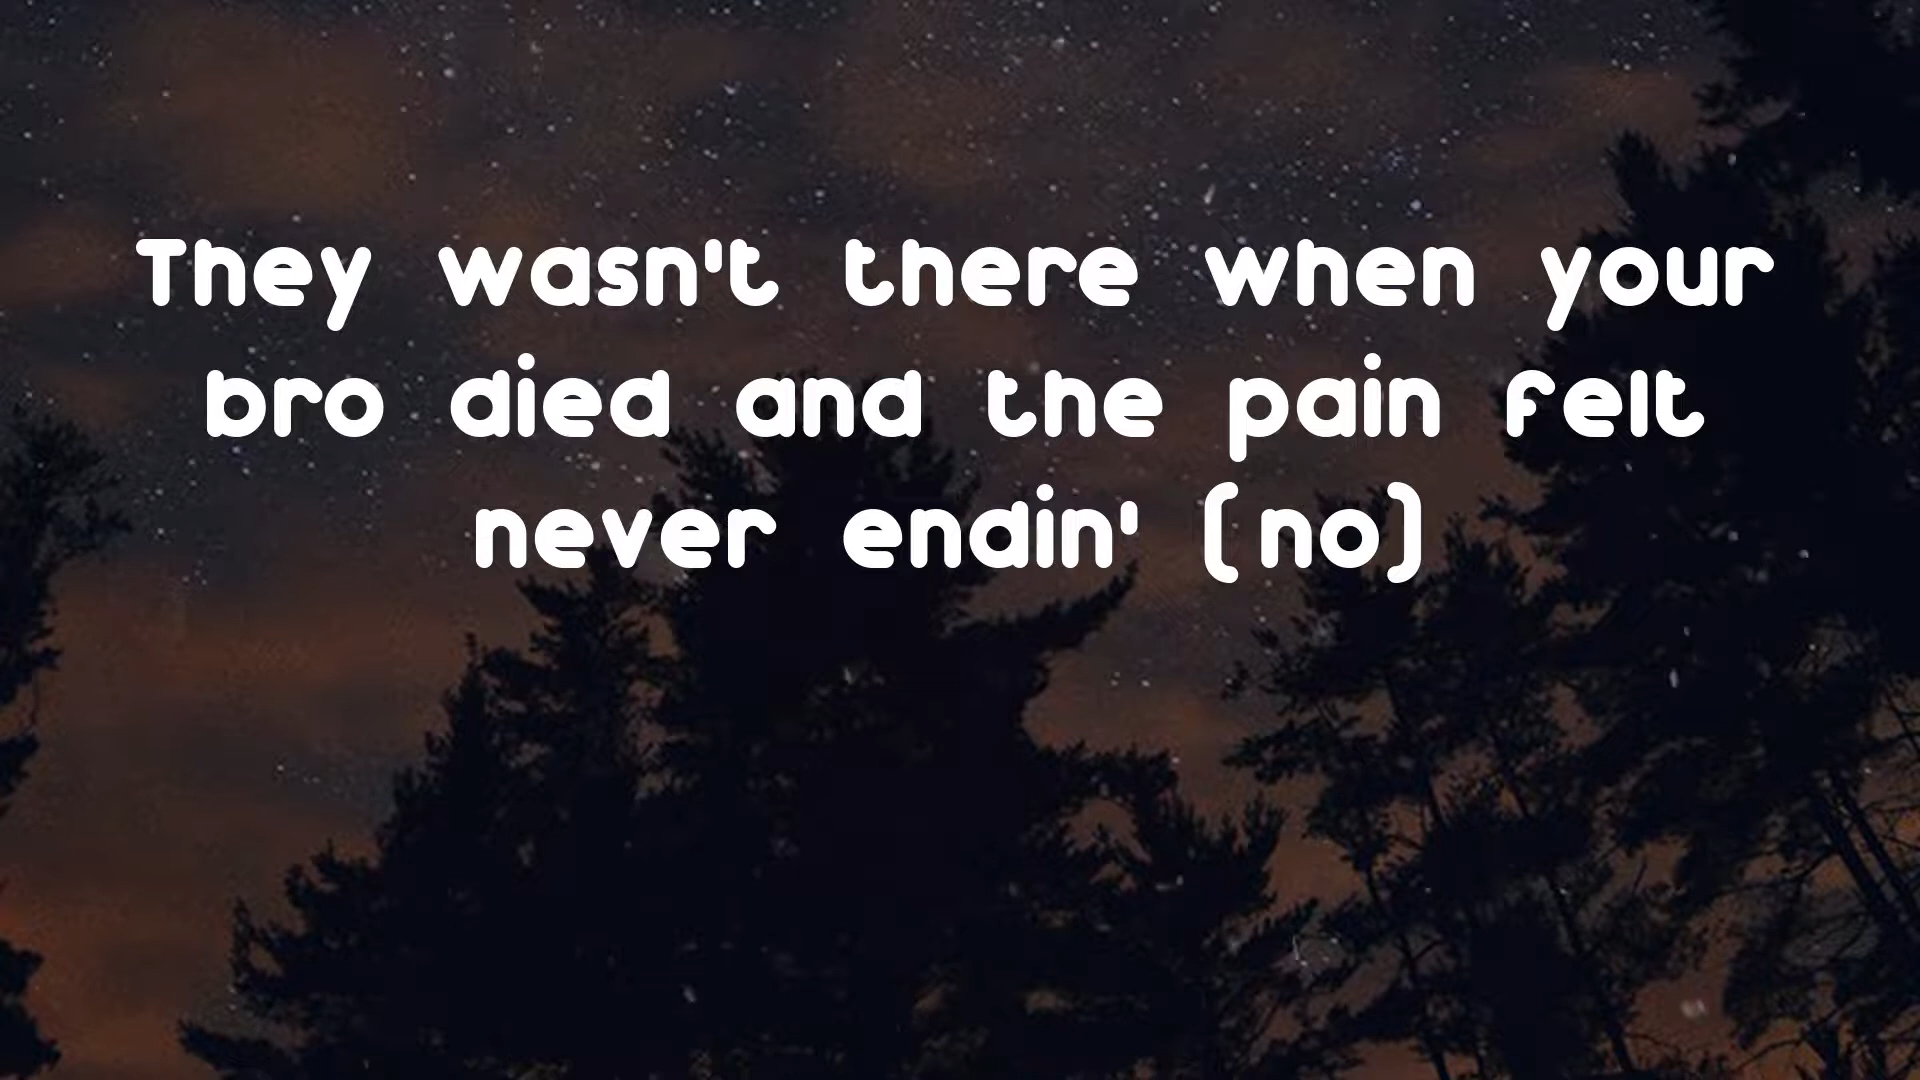 They wasn't there when your
bro died and the pain felt
never endin' (no)